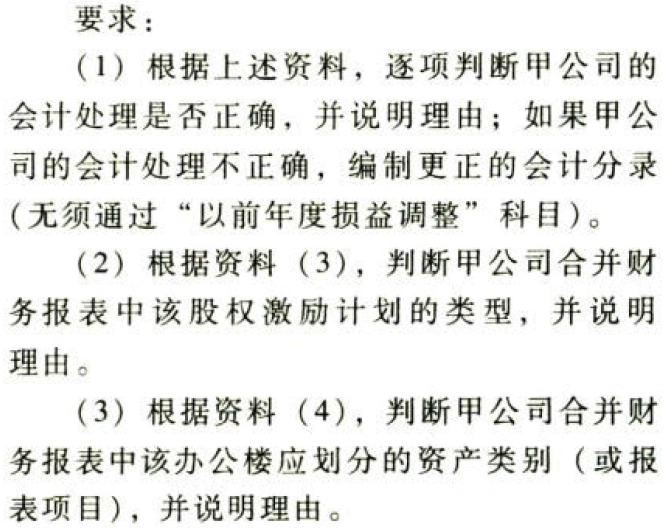 要求：
（1）根据上述资料，逐项判断甲公司的
会计处理是否正确，并说明理由；如果甲公
司的会计处理不正确，编制更正的会计分录
（无须通过“以前年度损益调整”科目）。
（2）根据资料（3），判断甲公司合并财
务报表中该股权激励计划的类型，并说明
理由。
（3）根据资料（4），判断甲公司合并财
务报表中该办公楼应划分的资产类别（或报
表项目），并说明理由。